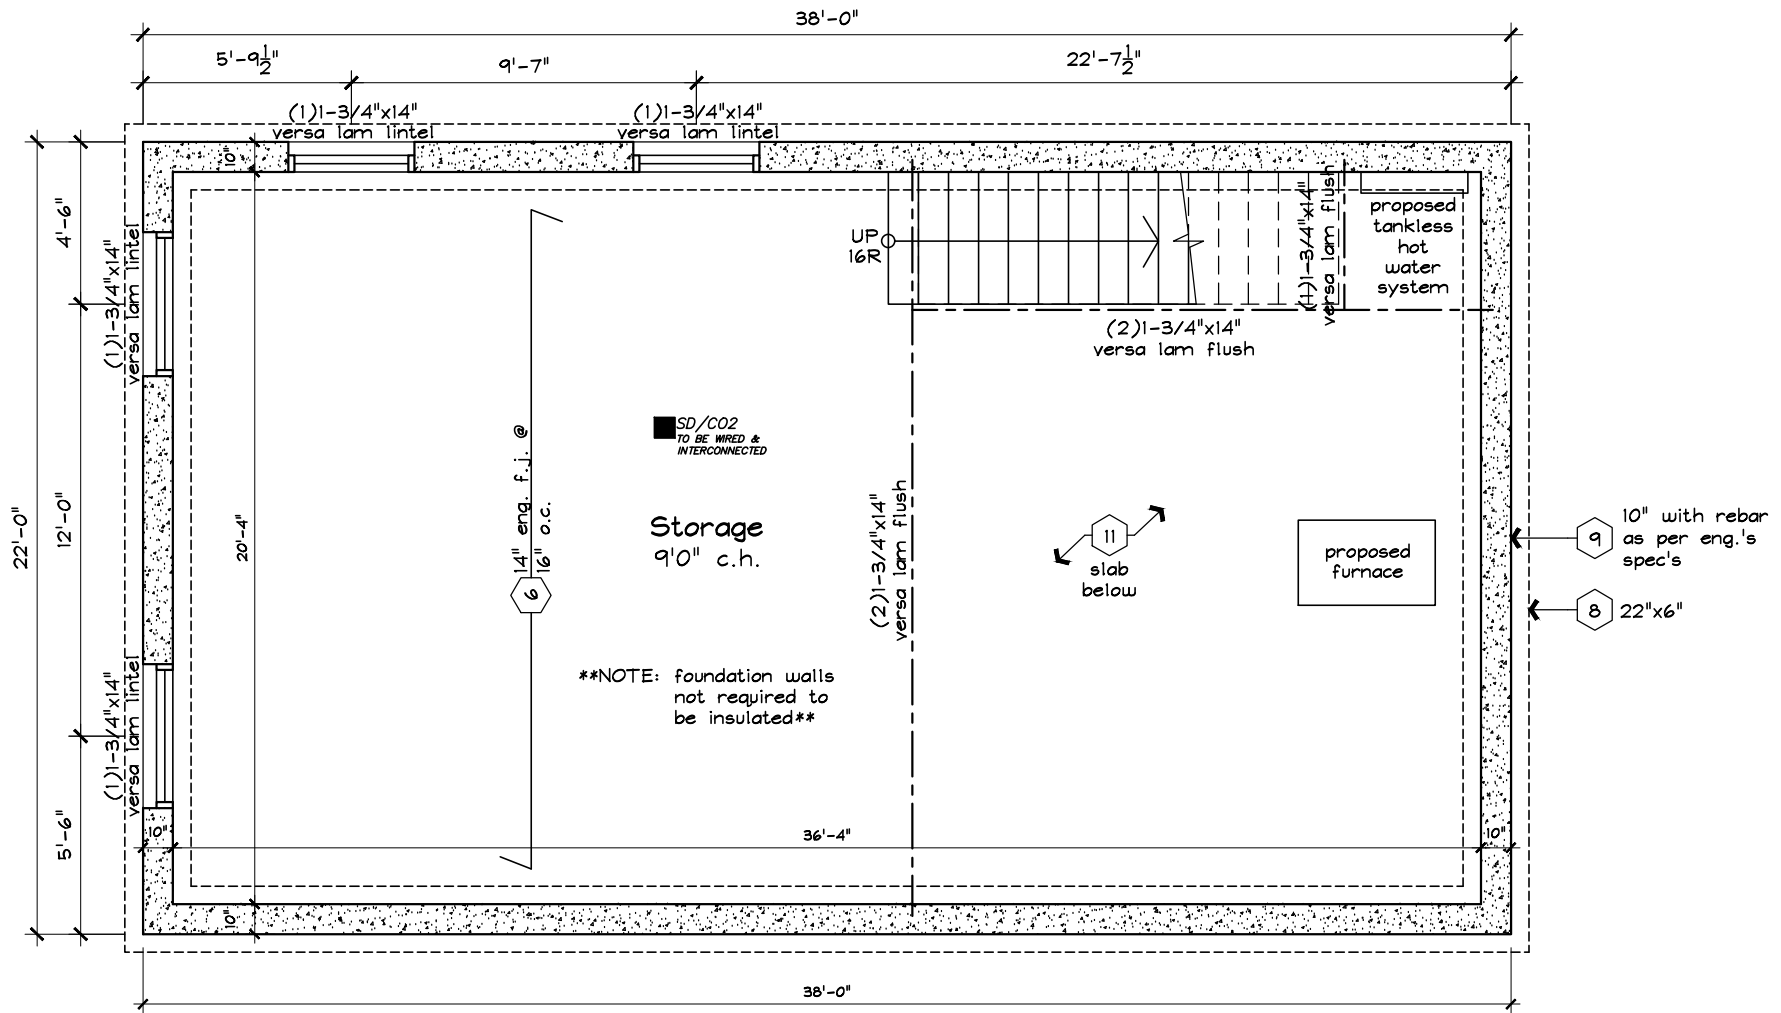 38'-0"
5'-9½"
9'-7"
22'-7½"
(1)1-3/4"x14"
versa lam lintel
(1)1-3/4"x14"
versa lam lintel
10"
4'-6"
(1)1-3/4"x14"
versa lam lintel
UP
16R
(1)1-3/4"x14"
versa lam flush
proposed
tankless
hot
water
system
(2)1-3/4"x14"
versa lam flush
SD/CO2
TO BE WIRED &
INTERCONNECTED
22'-0"
12'-0"
20'-4"
14" eng. f.j. @
16" o.c.
6
Storage
9'0" c.h.
(2)1-3/4"x14"
versa lam flush
11
slab
below
proposed
furnace
9
10" with rebar
as per eng.'s
spec's
8
22"x6"
**NOTE: foundation walls
not required to
be insulated**
(1)1-3/4"x14"
versa lam lintel
5'-6"
10"
36'-4"
10"
10"
38'-0"